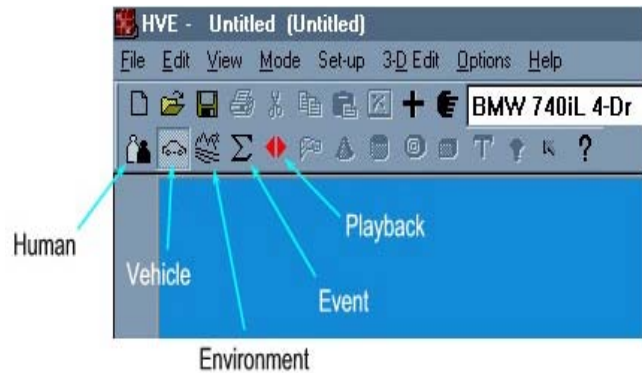 HVE - Untitled (Untitled)
File Edit View Mode Set-up 3-D Edit Options Help
BMW 740iL 4-Dr
Σ T ?
Human
Vehicle
Playback
Event
Environment